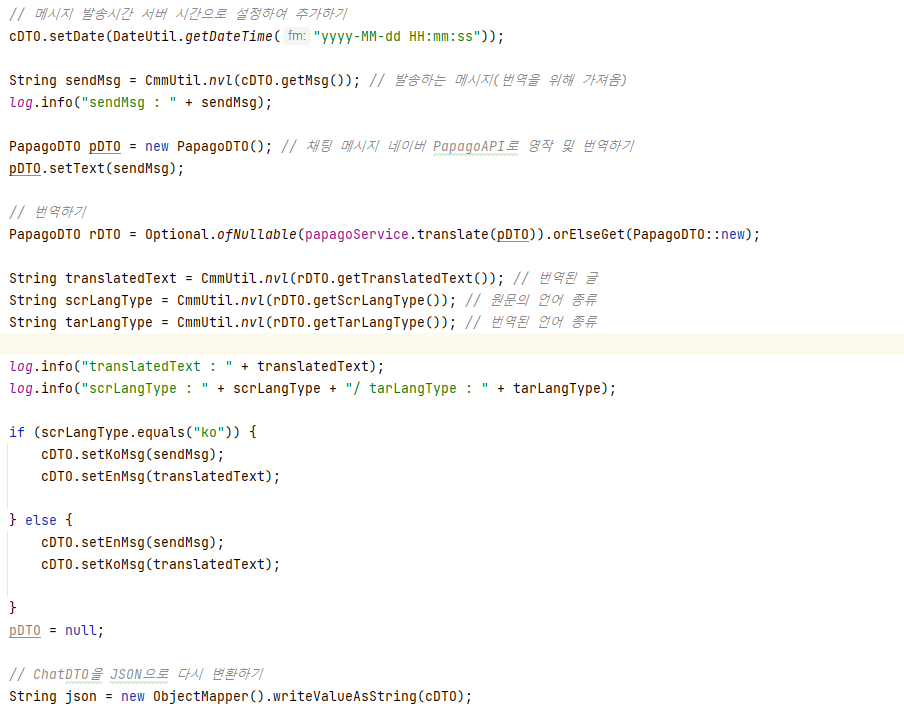 // 메시지 발송시간 서버 시간으로 설정하여 추가하기
cDTO.setDate(DateUtil.getDateTime( fm: "yyyy-MM-dd HH:mm:ss"));
String sendMsg = CmmUtil.nvl(cDTO.getMsg()); // 발송하는 메시지(번역을 위해 가져옴)
log.info("sendMsg : " + sendMsg);
PapagoDTO pDTO = new PapagoDTO(); // 채팅 메시지 네이버 PapagoAPI로 영작 및 번역하기
pDTO.setText(sendMsg);
// 번역하기
PapagoDTO rDTO = Optional.ofNullable(papagoService.translate(pDTO)).orElseGet(PapagoDTO::new);
String translatedText = CmmUtil.nvl(rDTO.getTranslatedText()); // 번역된 글
String scrLangType = CmmUtil.nvl(rDTO.getScrLangType()); // 원문의 언어 종류
String tarLangType = CmmUtil.nvl(rDTO.getTarLangType()); // 번역된 언어 종류
log.info("translatedText : " + translatedText);
log.info("scrLangType : " + scrLangType + "/ tarLangType : " + tarLangType);
if (scrLangType.equals("ko")) {
cDTO.setKoMsg(sendMsg);
cDTO.setEnMsg(translatedText);
} else {
cDTO.setEnMsg(sendMsg);
cDTO.setKoMsg(translatedText);
}
pDTO = null;
// ChatDTO을 JSON으로 다시 변환하기
String json = new ObjectMapper().writeValueAsString(cDTO);